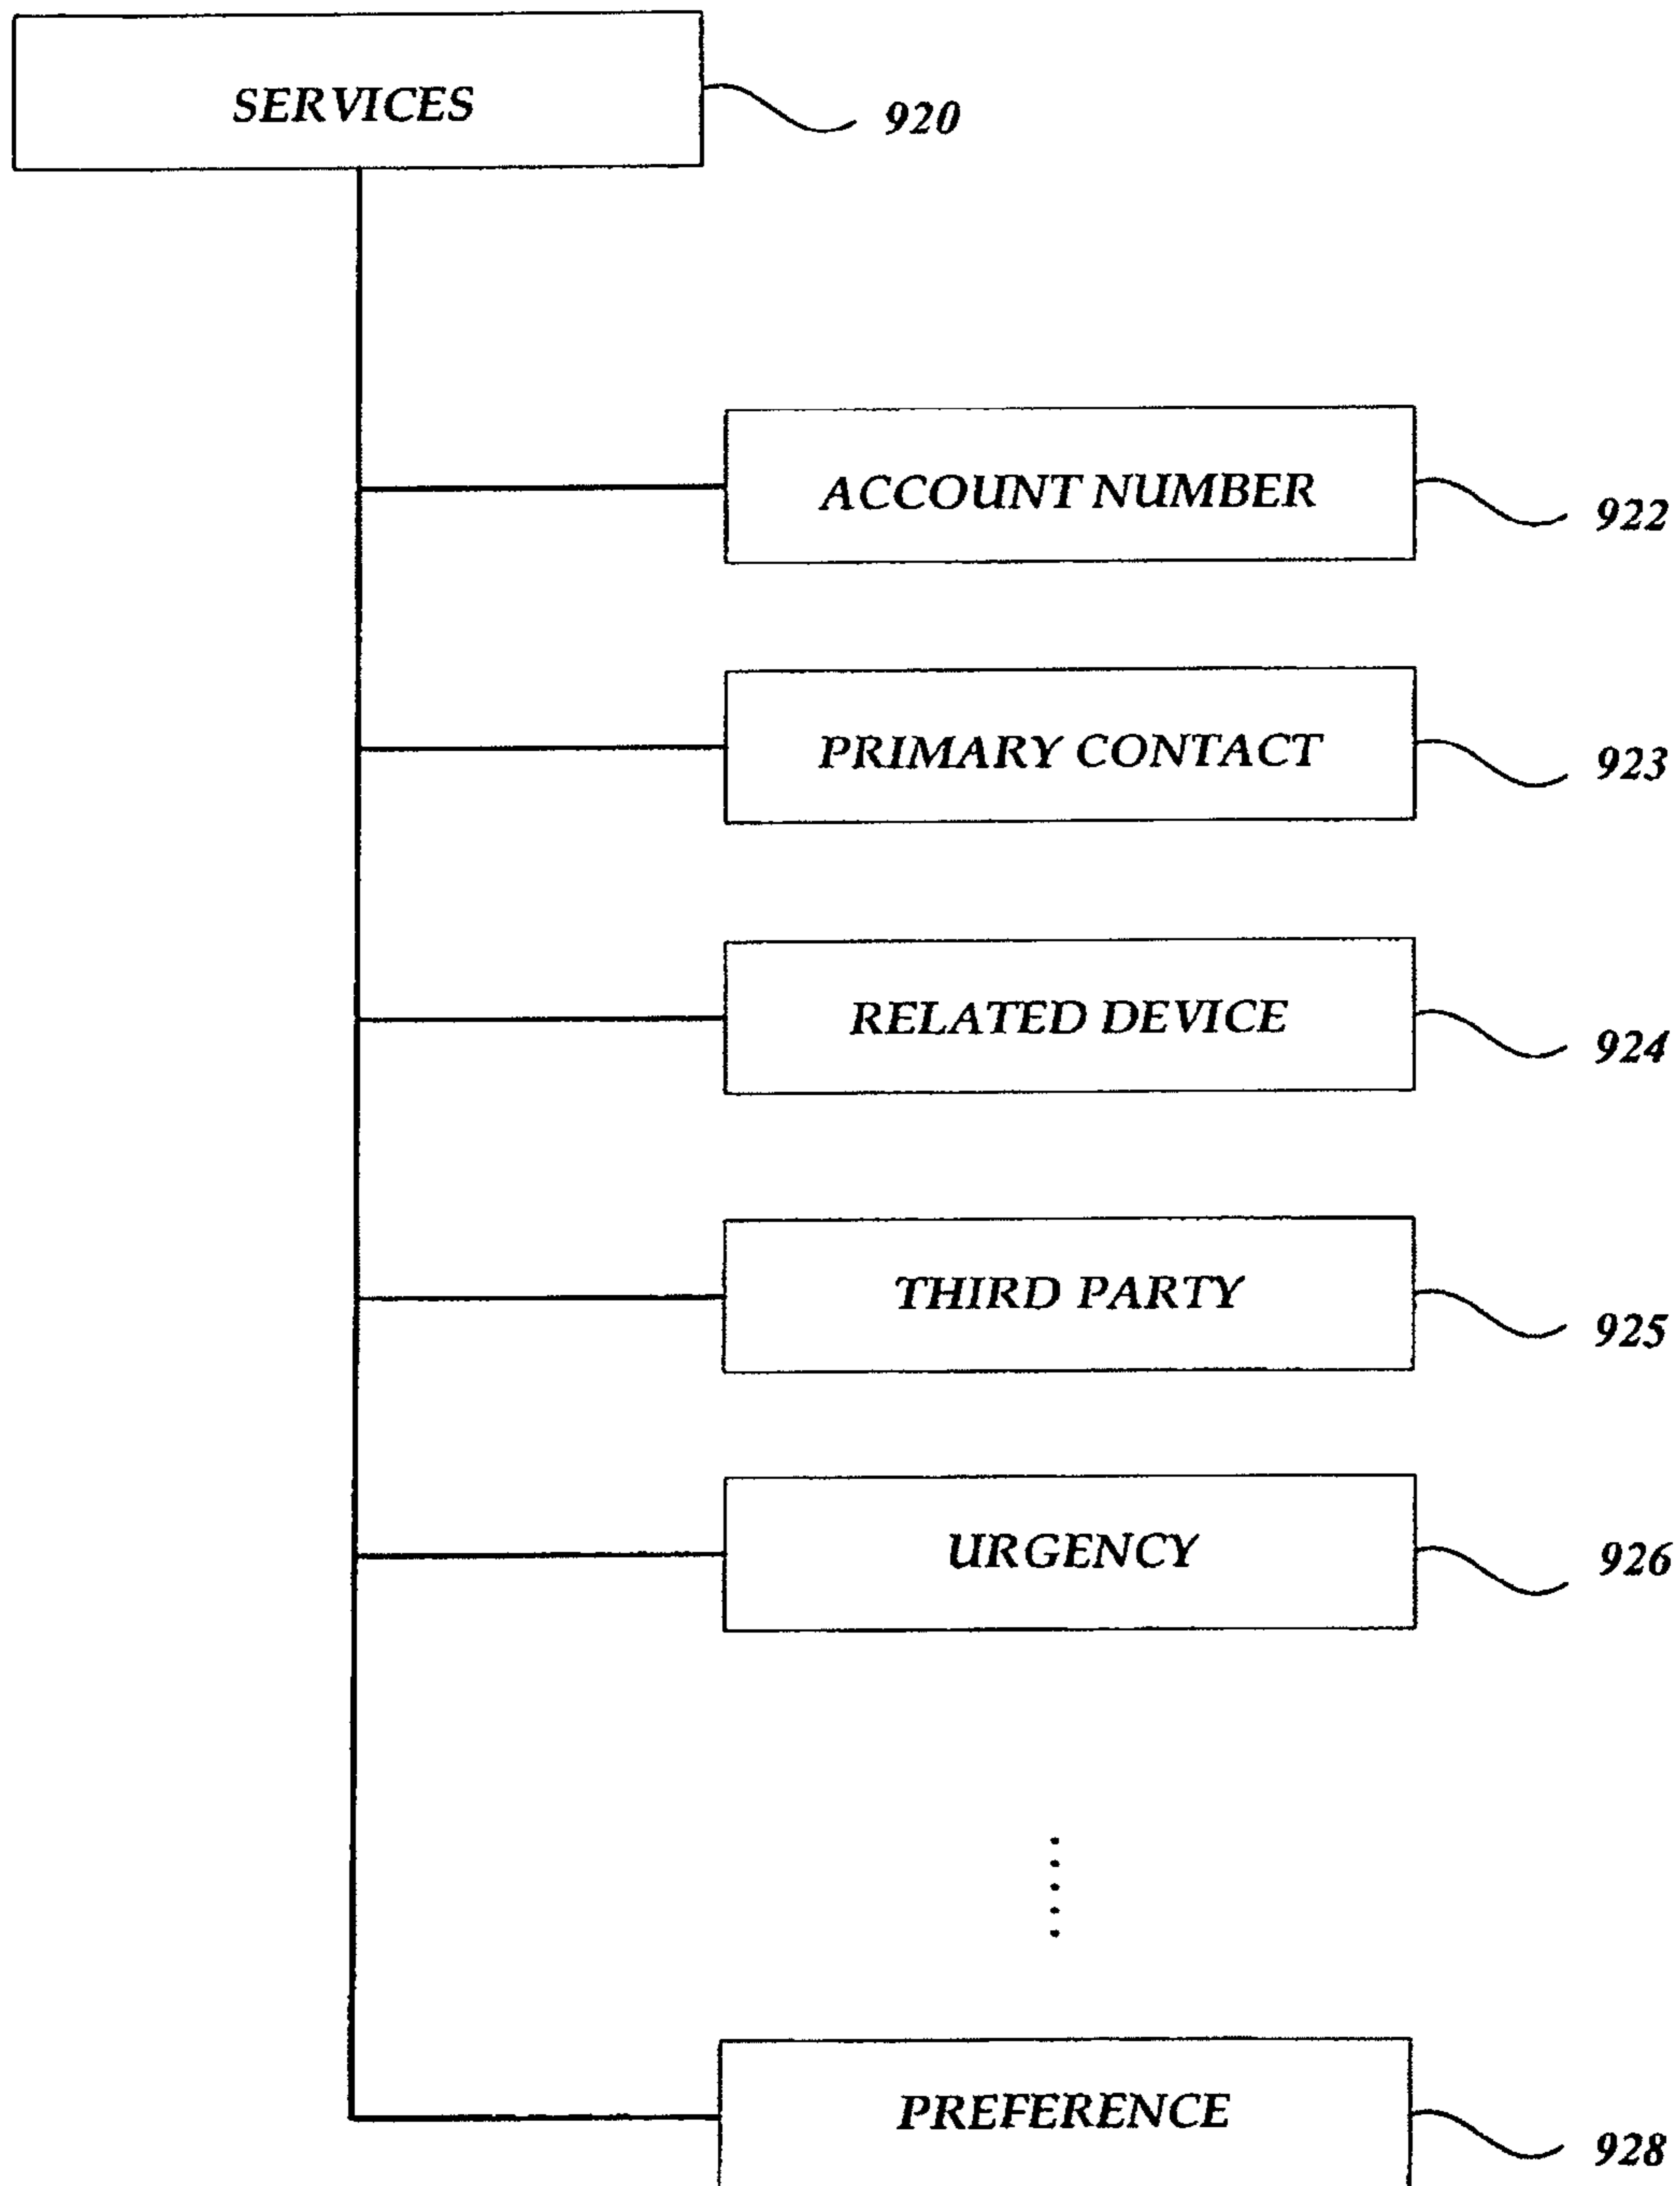 SERVICES
920
ACCOUNT NUMBER
922
PRIMARY CONTACT
923
RELATED DEVICE
924
THIRD PARTY
925
URGENCY
926
.....
PREFERENCE
928